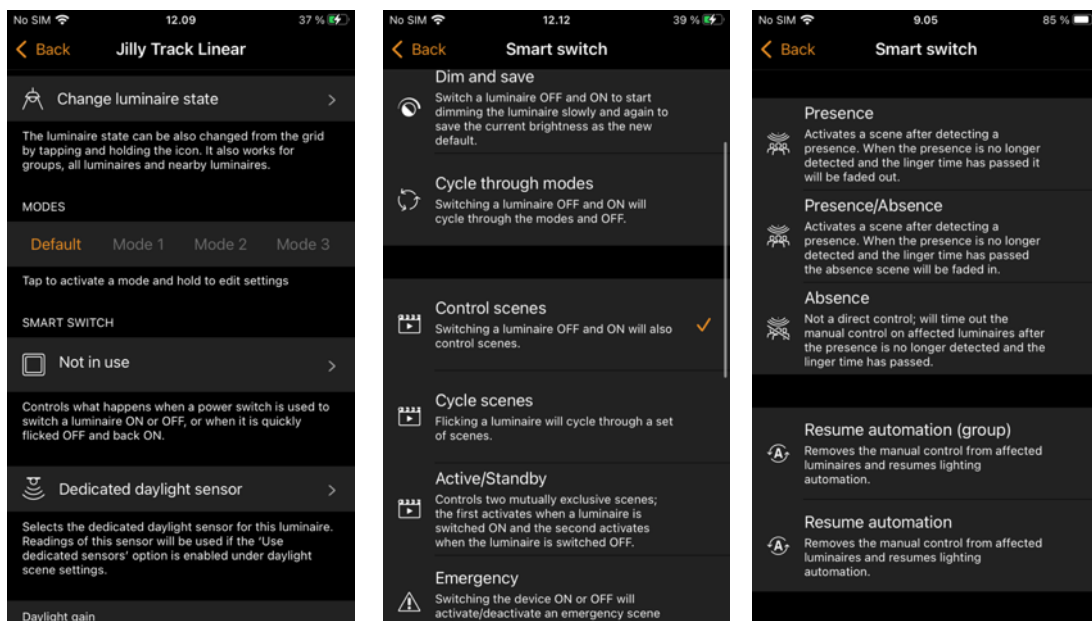 No SIM 12.09 37 %
Back Jilly Track Linear
Change luminaire state
The luminaire state can be also changed from the grid
by tapping and holding the icon. It also works for
groups, all luminaires and nearby luminaires.
MODES
Default Mode 1 Mode 2 Mode 3
Tap to activate a mode and hold to edit settings
SMART SWITCH
Not in use
Controls what happens when a power switch is used to
switch a luminaire ON or OFF, or when it is quickly
flicked OFF and back ON.
Dedicated daylight sensor
Selects the dedicated daylight sensor for this luminaire.
Readings of this sensor will be used if the ‘Use
dedicated sensors’ option is enabled under daylight
scene settings.
Daylight gain
No SIM 12.12 39 %
Back Smart switch
Dim and save
Switch a luminaire OFF and ON to start
dimming the luminaire slowly and again to
save the current brightness as the new
default.
Cycle through modes
Switching a luminaire OFF and ON will
cycle through the modes and OFF.
Control scenes
Switching a luminaire OFF and ON will also
control scenes.
Cycle scenes
Flicking a luminaire will cycle through a set
of scenes.
Active/Standby
Controls two mutually exclusive scenes;
the first activates when a luminaire is
switched ON and the second activates
when the luminaire is switched OFF.
Emergency
Switching the device ON or OFF will
activate/deactivate an emergency scene
No SIM 9.05 85 %
Back Smart switch
Presence
Activates a scene after detecting a
presence. When the presence is no longer
detected and the linger time has passed it
will be faded out.
Presence/Absence
Activates a scene after detecting a
presence. When the presence is no longer
detected and the linger time has passed
the absence scene will be faded in.
Absence
Not a direct control; will time out the
manual control on affected luminaires after
the presence is no longer detected and the
linger time has passed.
Resume automation (group)
Removes the manual control from affected
luminaires and resumes lighting
automation.
Resume automation
Removes the manual control from affected
luminaires and resumes lighting
automation.